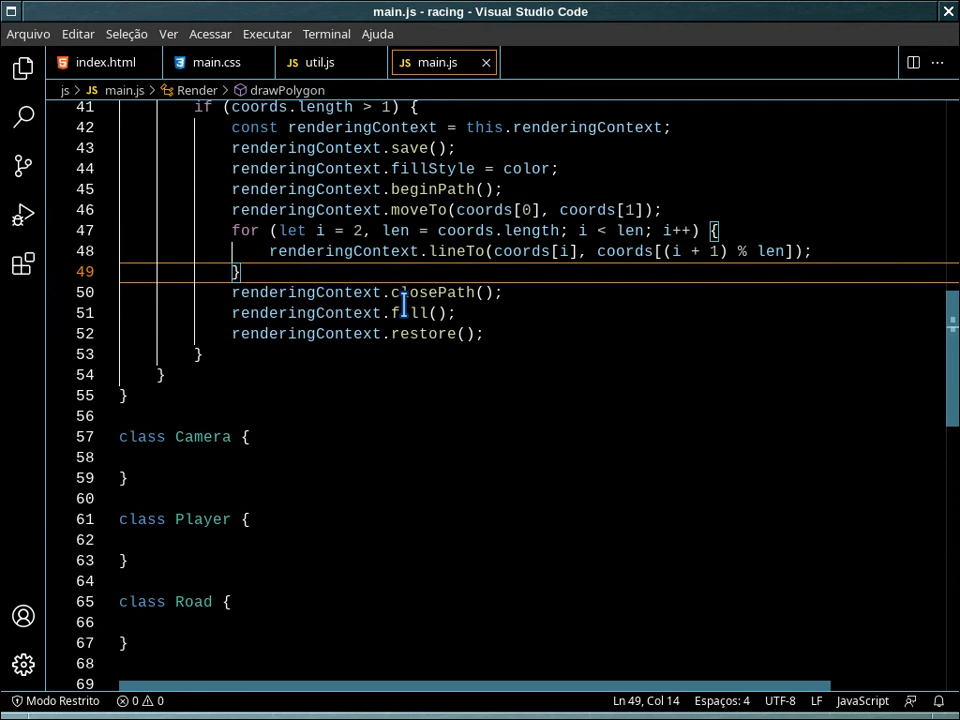 main.js - racing - Visual Studio Code
Arquivo Editar Seleção Ver Acessar Executar Terminal Ajuda
index.html main.css JS util.js JS main.js
js > JS main.js > Render > drawPolygon
41 if (coords.length > 1) {
42 const renderingContext = this.renderingContext;
43 renderingContext.save();
44 renderingContext.fillStyle = color;
45 renderingContext.beginPath();
46 renderingContext.moveTo(coords[0], coords[1]);
47 for (let i = 2, len = coords.length; i < len; i++) {
48 renderingContext.lineTo(coords[i], coords[(i + 1) % len]);
49 }
50 renderingContext.closePath();
51 renderingContext.fill();
52 renderingContext.restore();
53 }
54 }
55 }
56
57 class Camera {
58
59 }
60
61 class Player {
62
63 }
64
65 class Road {
66
67 }
68
69
Modo Restrito 0 0 Ln 49, Col 14 Espaços: 4 UTF-8 LF JavaScript